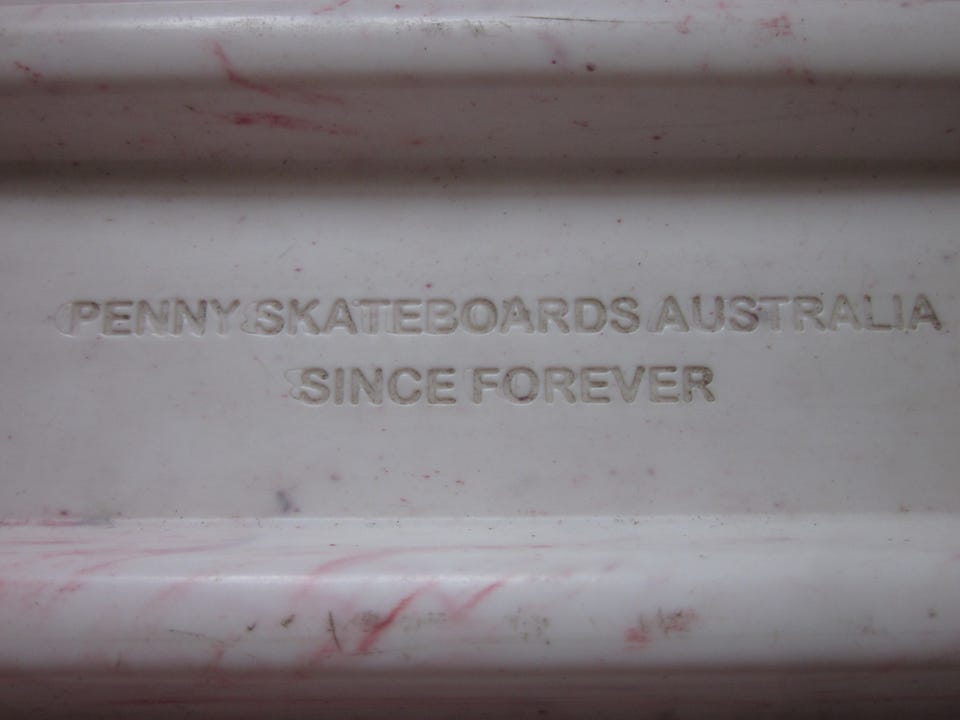 PENNY SKATEBOARDS AUSTRALIA
SINCE FOREVER